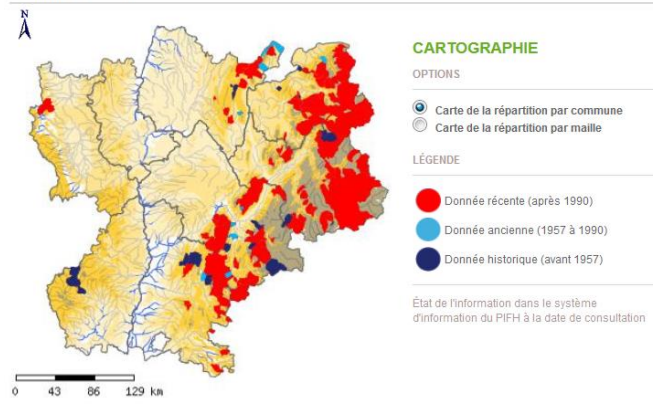 N
CARTOGRAPHIE
OPTIONS
Carte de la répartition par commune
Carte de la répartition par maille
LÉGENDE
Donnée récente (après 1990)
Donnée ancienne (1957 à 1990)
Donnée historique (avant 1957)
État de l'information dans le système
d'information du PIFH à la date de consultation
0 43 86 129 km